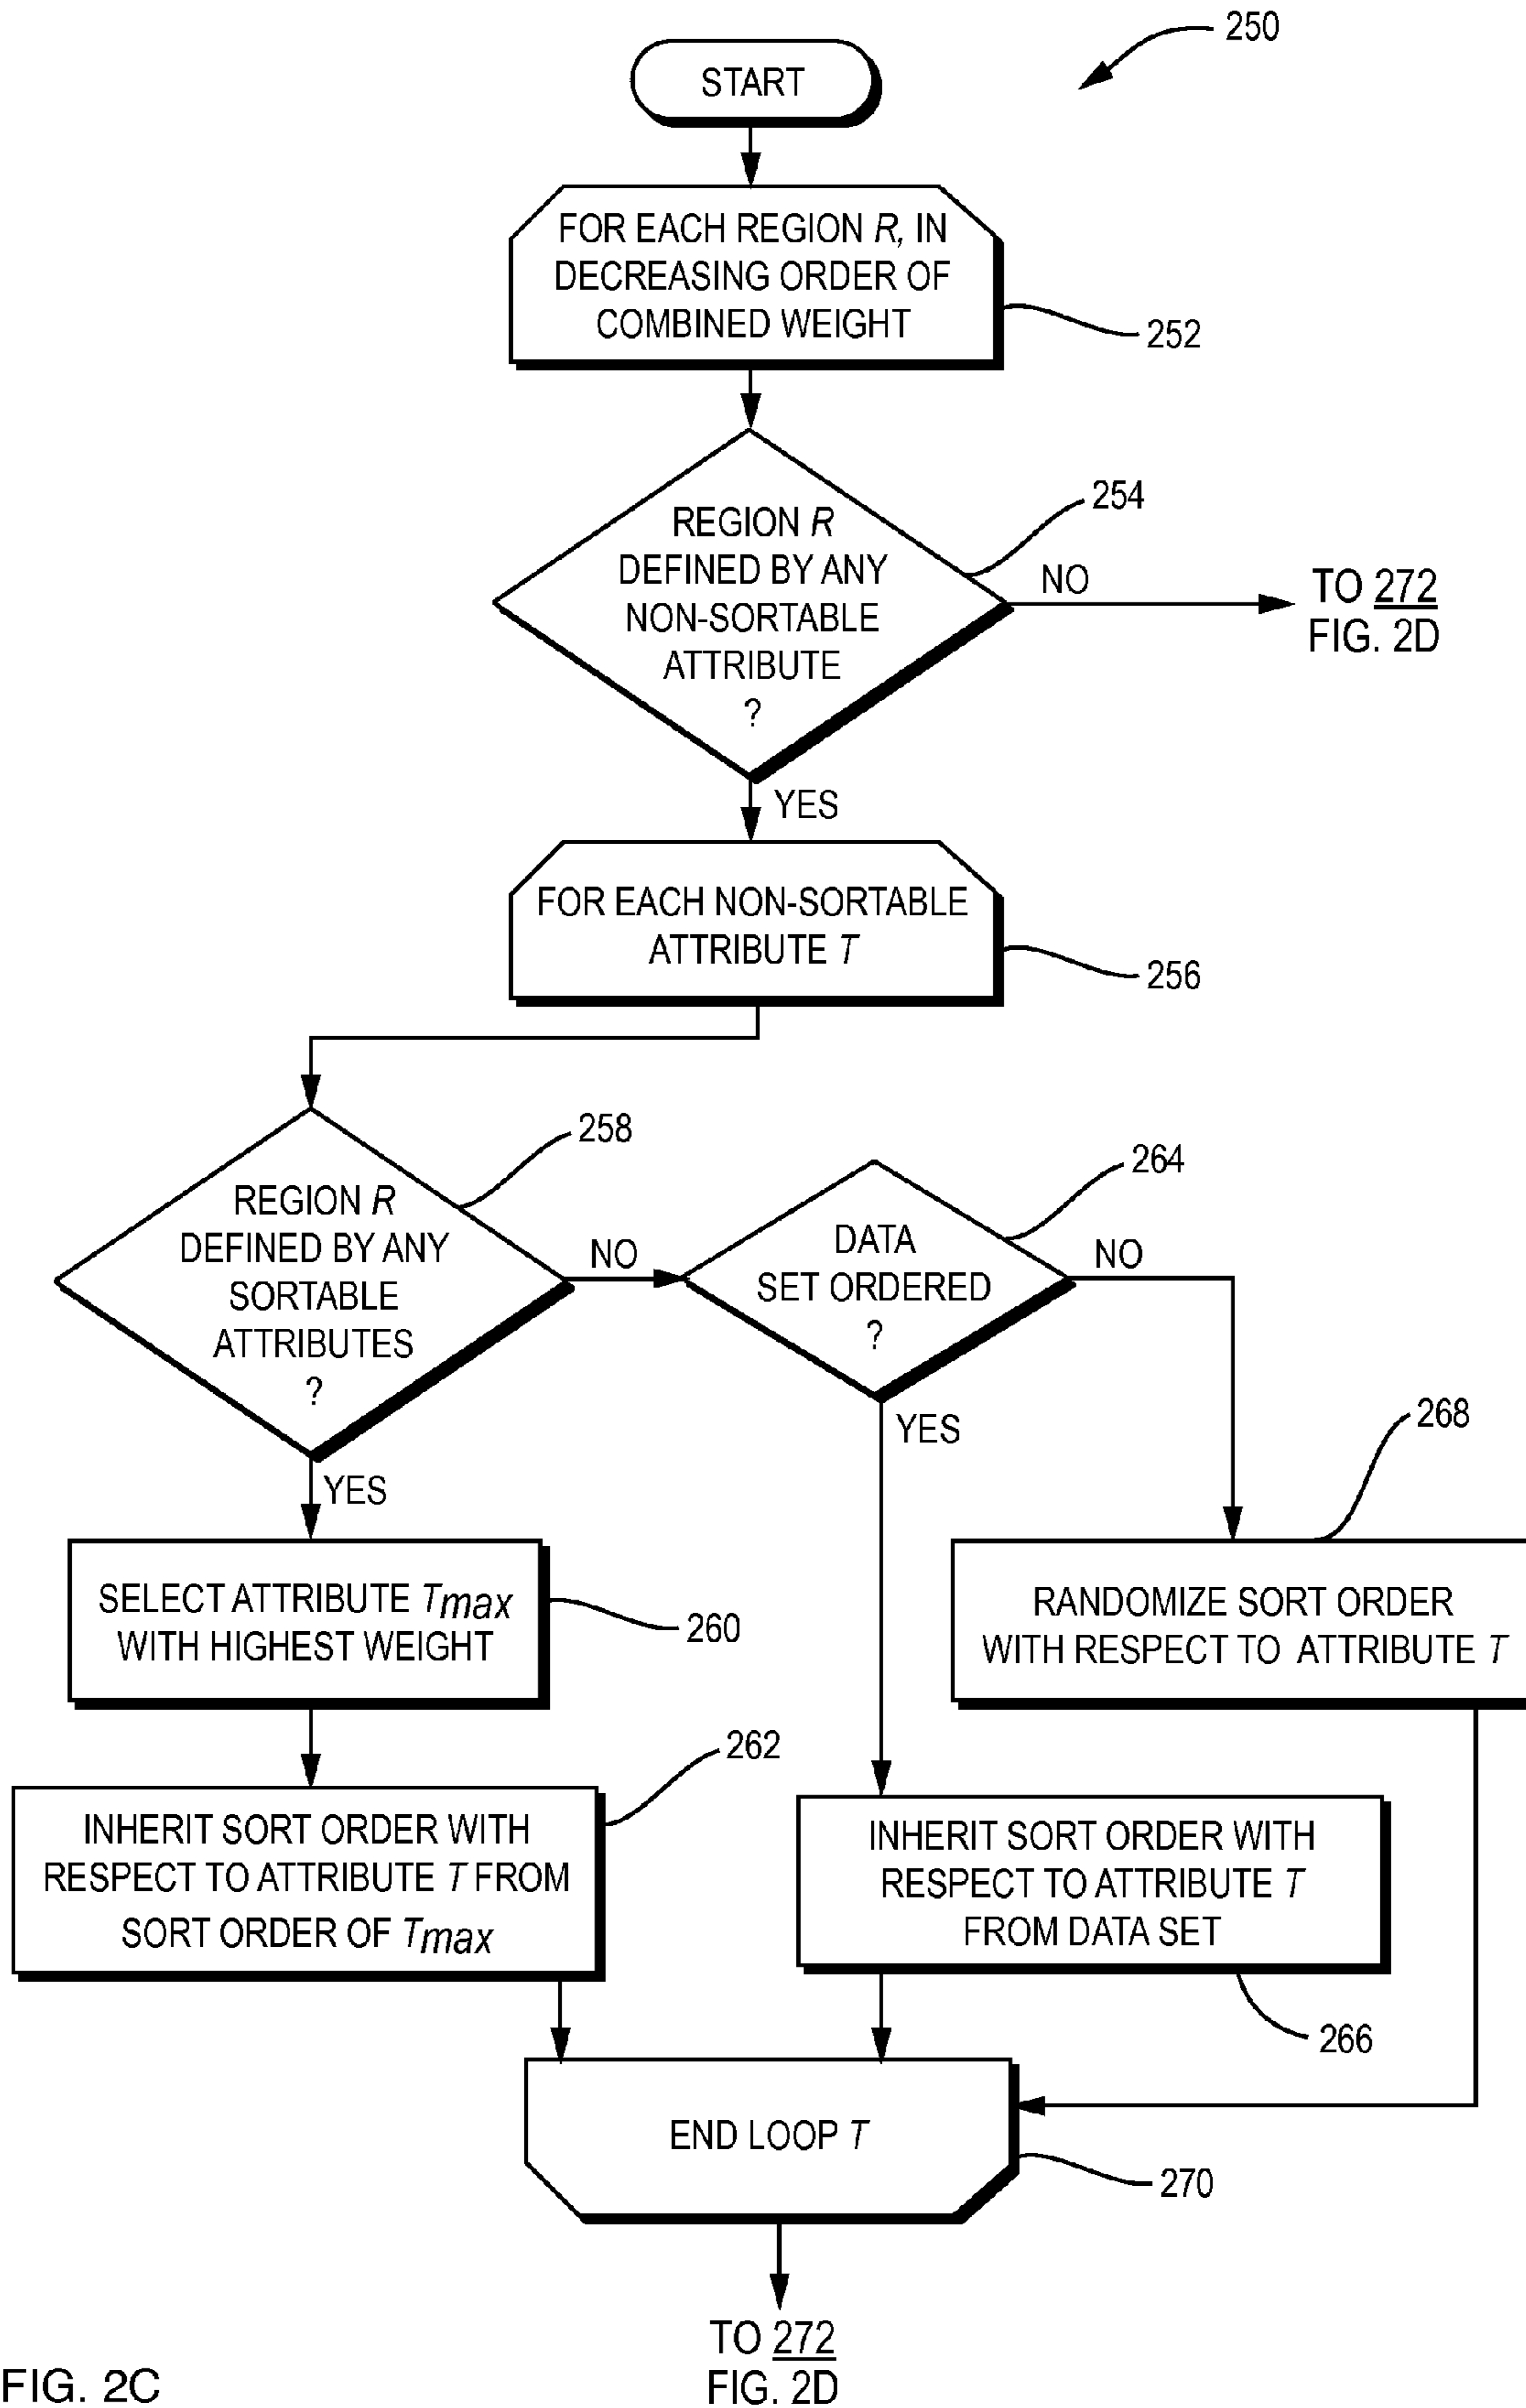 250
START
FOR EACH REGION R, IN
DECREASING ORDER OF
COMBINED WEIGHT
252
REGION R
DEFINED BY ANY
NON-SORTABLE
ATTRIBUTE
?
254
NO
TO 272
FIG. 2D
YES
FOR EACH NON-SORTABLE
ATTRIBUTE T
256
REGION R
DEFINED BY ANY
SORTABLE
ATTRIBUTES
?
258
NO
DATA
SET ORDERED
?
264
NO
YES
YES
268
SELECT ATTRIBUTE Tmax
WITH HIGHEST WEIGHT
260
RANDOMIZE SORT ORDER
WITH RESPECT TO ATTRIBUTE T
262
INHERIT SORT ORDER WITH
RESPECT TO ATTRIBUTE T FROM
SORT ORDER OF Tmax
INHERIT SORT ORDER WITH
RESPECT TO ATTRIBUTE T
FROM DATA SET
266
END LOOP T
270
TO 272
FIG. 2D
FIG. 2C